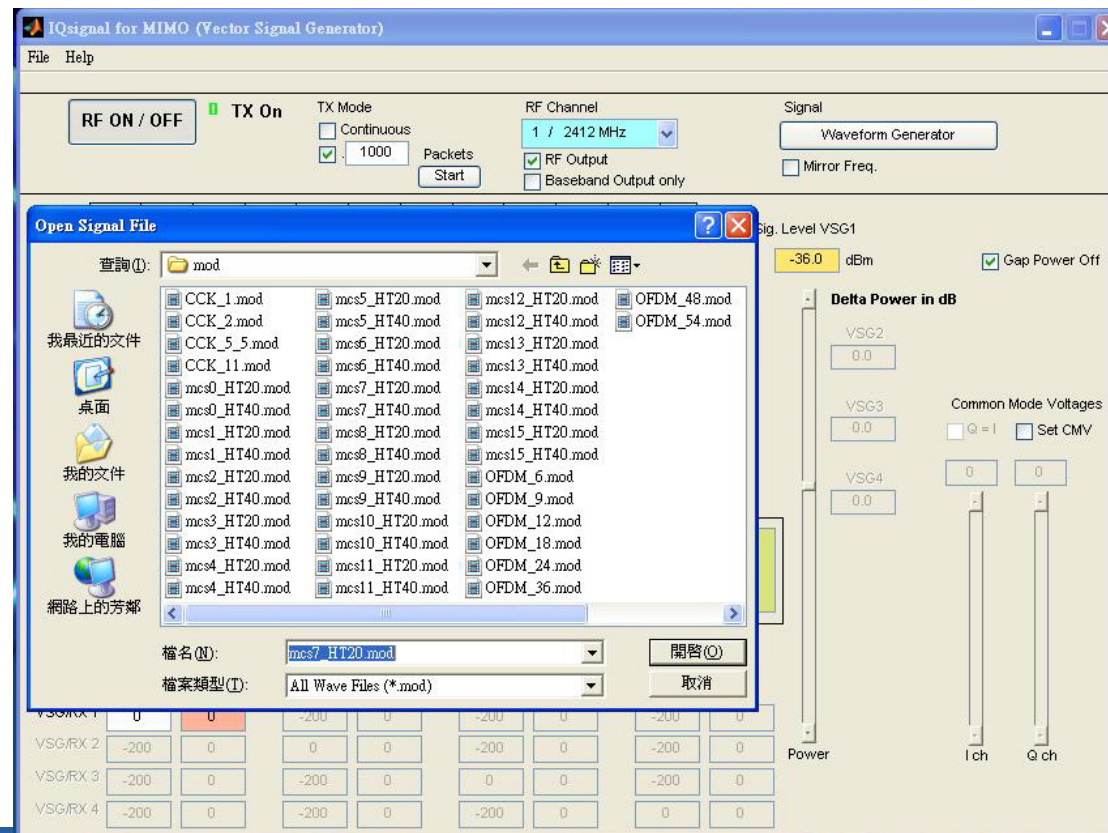 IQsignal for MIMO (Vector Signal Generator)
File Help
RF ON / OFF
TX On
TX Mode
Continuous
1000 Packets
Start
RF Channel
1 / 2412 MHz
RF Output
Baseband Output only
Signal
Waveform Generator
Mirror Freq.
Open Signal File
查詢(I): mod
我最近的文件
桌面
我的文件
我的電腦
網路上的芳鄰
CCK_1.mod
CCK_2.mod
CCK_5_5.mod
CCK_11.mod
mcs0_HT20.mod
mcs0_HT40.mod
mcs1_HT20.mod
mcs1_HT40.mod
mcs2_HT20.mod
mcs2_HT40.mod
mcs3_HT20.mod
mcs3_HT40.mod
mcs4_HT20.mod
mcs4_HT40.mod
mcs5_HT20.mod
mcs5_HT40.mod
mcs6_HT20.mod
mcs6_HT40.mod
mcs7_HT20.mod
mcs7_HT40.mod
mcs8_HT20.mod
mcs8_HT40.mod
mcs9_HT20.mod
mcs9_HT40.mod
mcs10_HT20.mod
mcs10_HT40.mod
mcs11_HT20.mod
mcs11_HT40.mod
mcs12_HT20.mod
mcs12_HT40.mod
mcs13_HT20.mod
mcs13_HT40.mod
mcs14_HT20.mod
mcs14_HT40.mod
mcs15_HT20.mod
mcs15_HT40.mod
OFDM_6.mod
OFDM_9.mod
OFDM_12.mod
OFDM_18.mod
OFDM_24.mod
OFDM_36.mod
OFDM_48.mod
OFDM_54.mod
檔名(N): mcs7_HT20.mod 開啓(O)
檔案類型(T): All Wave Files (*.mod) 取消
Sig. Level VSG1
-36.0 dBm
Gap Power Off
Delta Power in dB
VSG2
0.0
VSG3
0.0
VSG4
0.0
Power
Common Mode Voltages
Q = I Set CMV
0 0
I ch Q ch
VSG/RX 1 0 0 -200 0 -200 0 -200 0
VSG/RX 2 -200 0 0 0 -200 0 -200 0
VSG/RX 3 -200 0 -200 0 0 0 -200 0
VSG/RX 4 -200 0 -200 0 -200 0 0 0